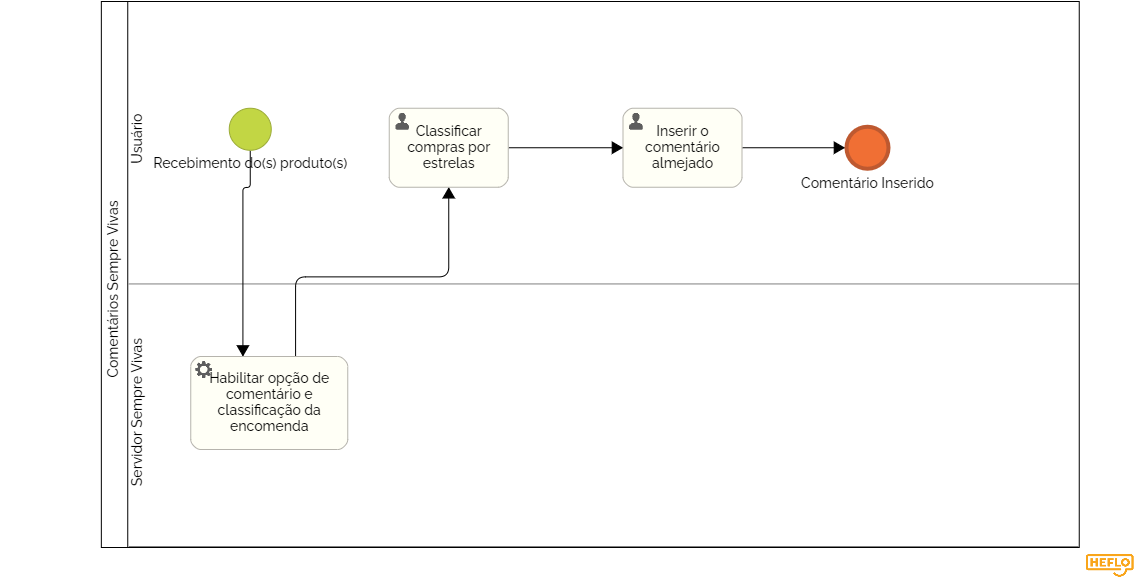 Comentários Sempre Vivas
Usuário
Recebimento do(s) produto(s)
Classificar
compras por
estrelas
Inserir o
comentário
almejado
Comentário Inserido
Servidor Sempre Vivas
Habilitar opção de
comentário e
classificação da
encomenda
HEFLO